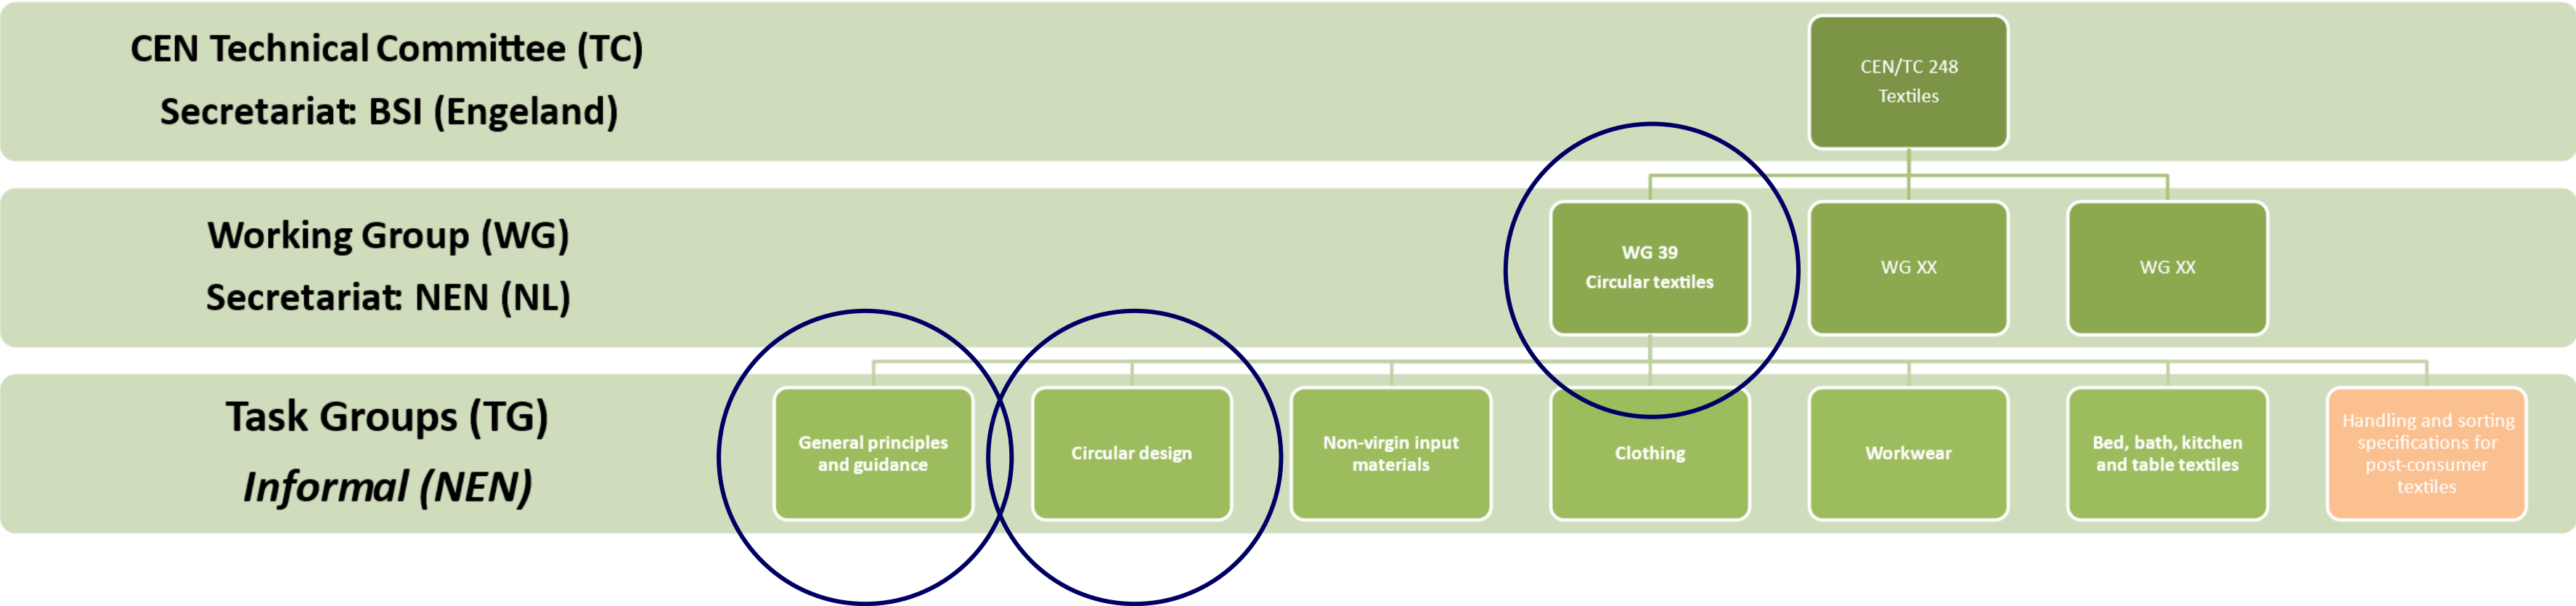 CEN Technical Committee (TC)
Secretariat: BSI (Engeland)
CEN/TC 248
Textiles
Working Group (WG)
Secretariat: NEN (NL)
WG 39
Circular textiles
WG XX
WG XX
Task Groups (TG)
Informal (NEN)
General principles
and guidance
Circular design
Non-virgin input
materials
Clothing
Workwear
Bed, bath, kitchen
and table textiles
Handling and sorting
specifications for
post-consumer
textiles